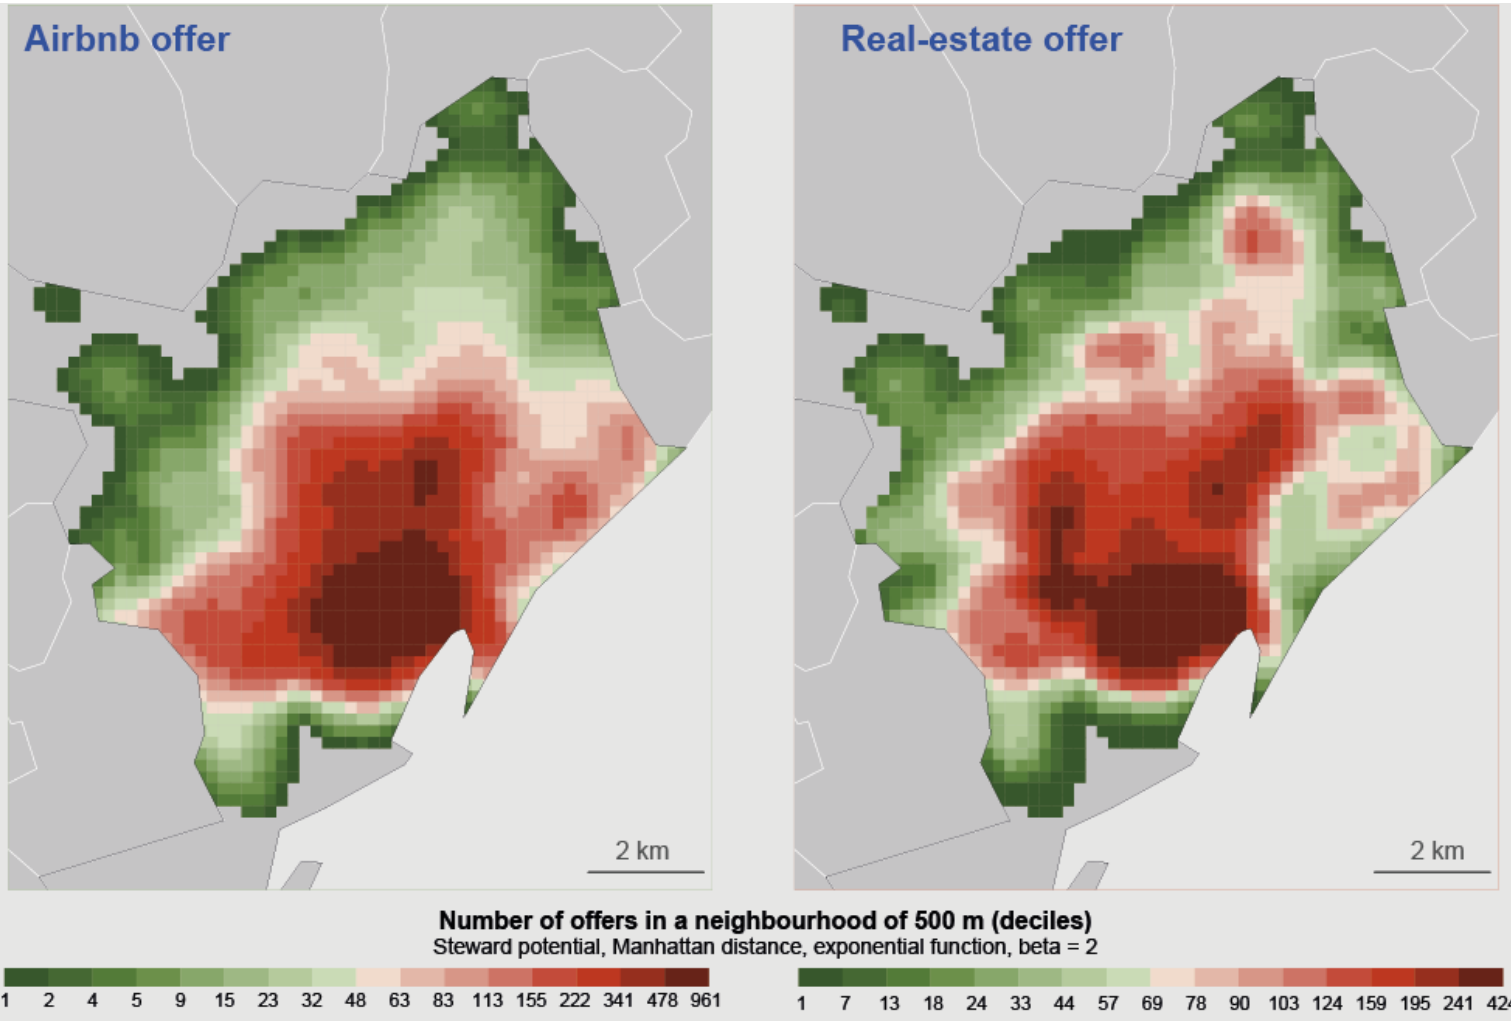 Airbnb offer
Real-estate offer
2 km
2 km
Number of offers in a neighbourhood of 500 m (deciles)
Steward potential, Manhattan distance, exponential function, beta = 2
1 2 4 5 9 15 23 32 48 63 83 113 155 222 341 478 961
1 7 13 18 24 33 44 57 69 78 90 103 124 159 195 241 424